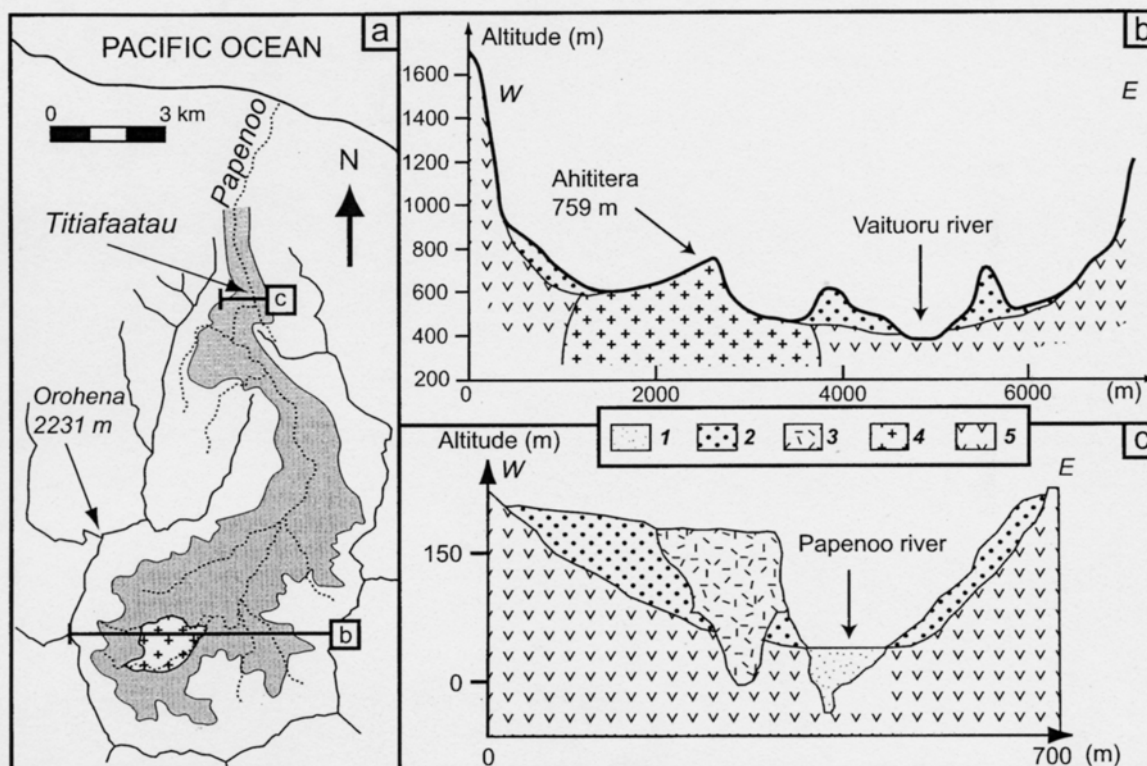 PACIFIC OCEAN
a
0 3 km
Papenoo
N
Titiafaatau
c
Orohena
2231 m
b
Altitude (m)
b
1600
1400
1200
1000
800
600
400
200
W
E
Ahititera
759 m
Vaituoru river
0 2000 4000 6000 (m)
1 2 3 4 5
Altitude (m)
c
W
E
150
0
Papenoo river
0 700 (m)